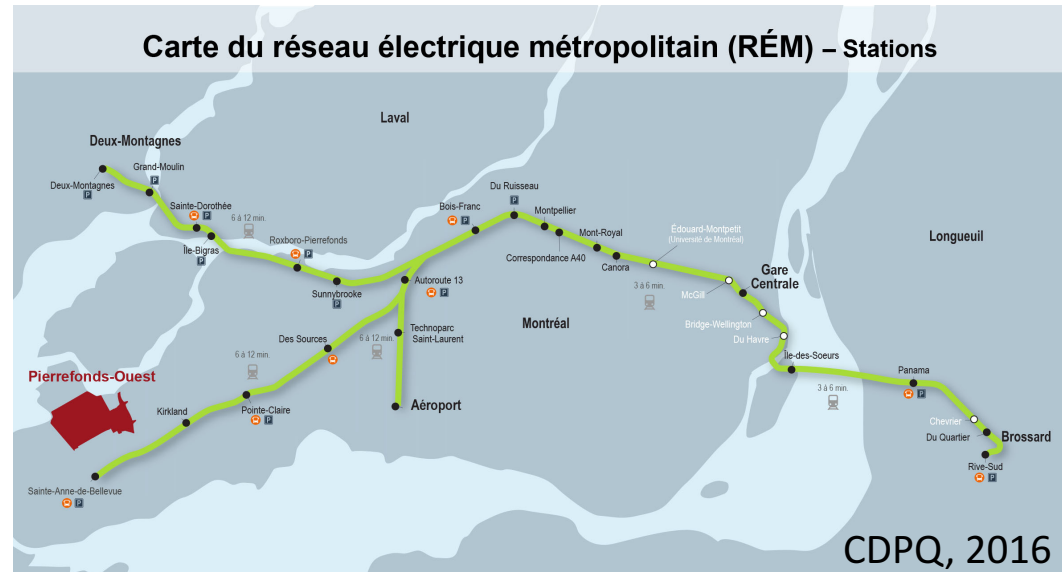 Carte du réseau électrique métropolitain (RÉM) – Stations
Laval
Deux-Montagnes
Grand-Moulin
P
Deux-Montagnes
P
Sainte-Dorothée
P
6 à 12 min.
Île-Bigras
P
Roxboro-Pierrefonds
P
Sunnybrooke
P
Bois-Franc
P
Du Ruisseau
P
Montpellier
Correspondance A40
Mont-Royal
Canora
Édouard-Montpetit
(Université de Montréal)
3 à 6 min.
McGill
Gare
Centrale
Bridge-Wellington
Du Havre
Longueuil
Autoroute 13
P
Technoparc
Saint-Laurent
6 à 12 min.
Aéroport
Montréal
Des Sources
6 à 12 min.
Pointe-Claire
P
Kirkland
Pierrefonds-Ouest
Sainte-Anne-de-Bellevue
P
Île-des-Soeurs
3 à 6 min.
Panama
P
Chevrier
Du Quartier
Brossard
Rive-Sud
P
CDPQ, 2016